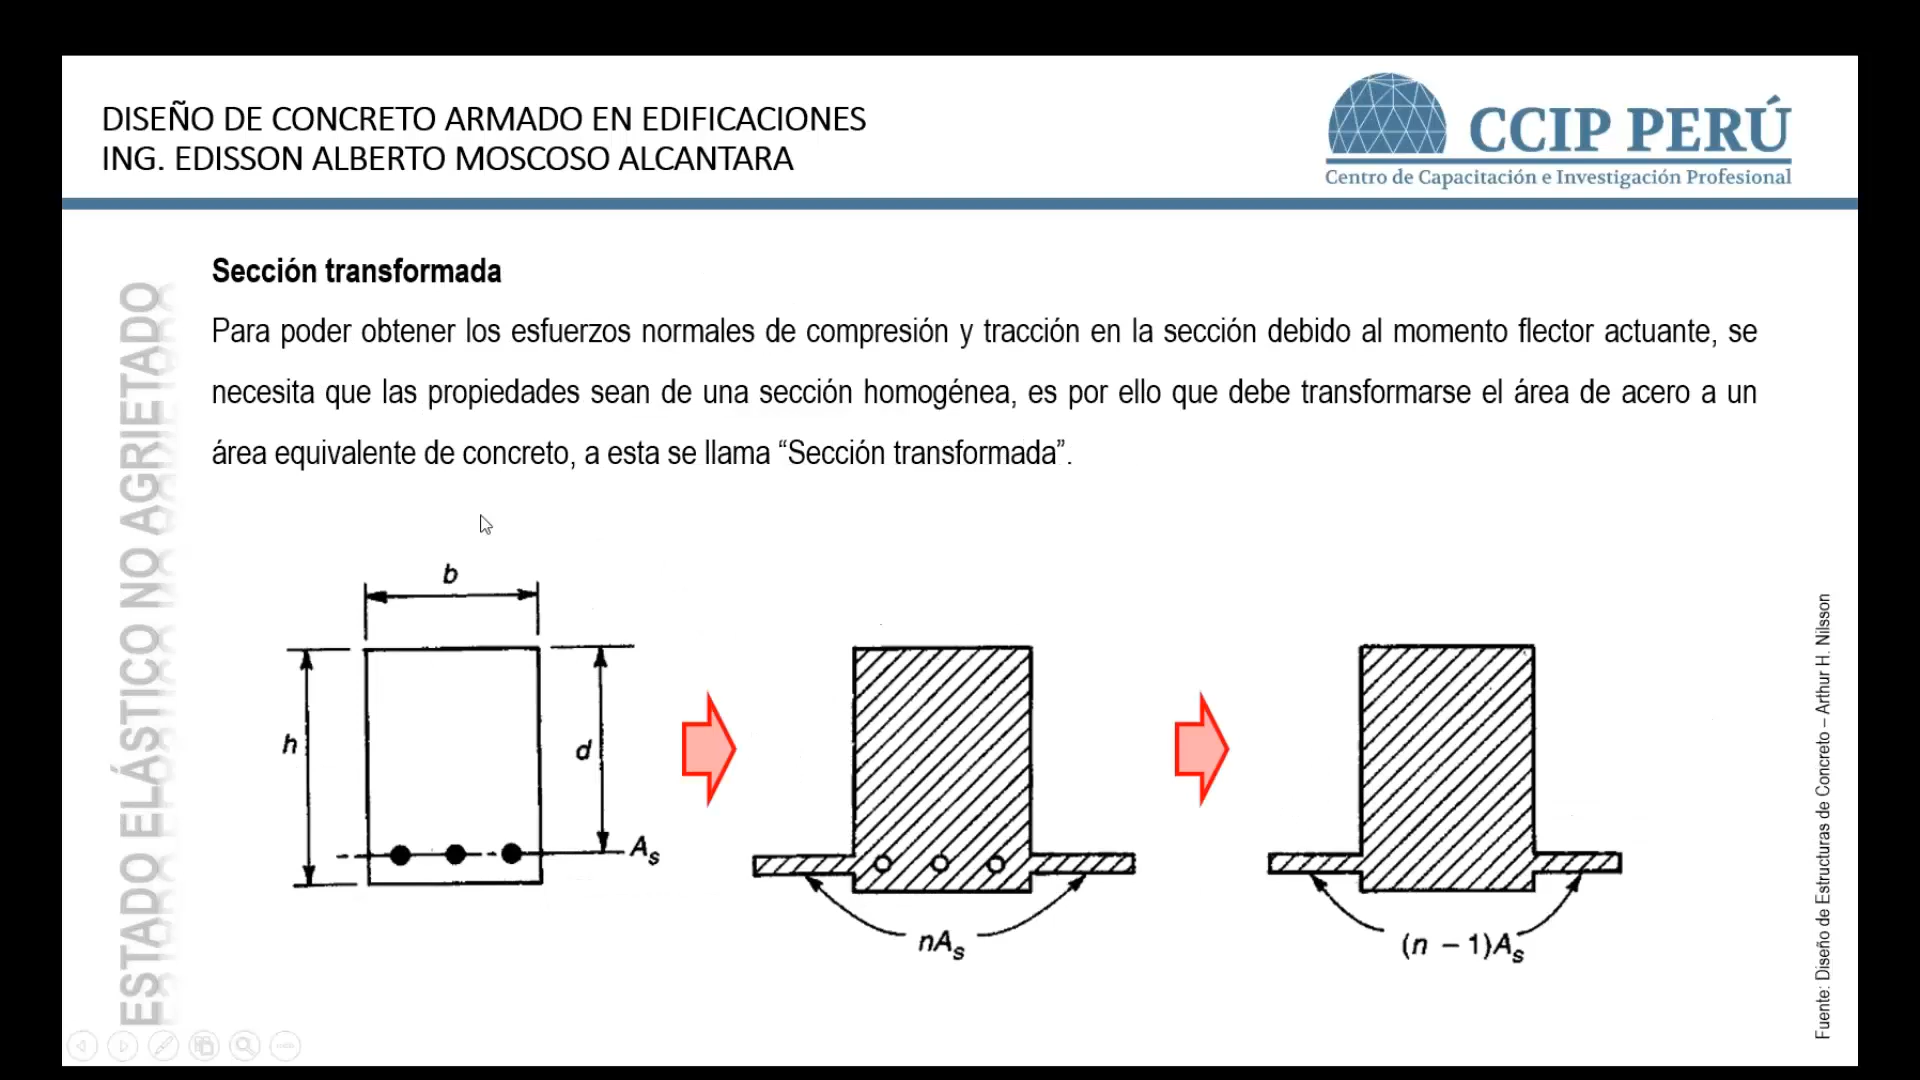 DISEÑO DE CONCRETO ARMADO EN EDIFICACIONES
ING. EDISSON ALBERTO MOSCOSO ALCANTARA
CCIP PERÚ
Centro de Capacitación e Investigación Profesional
ESTADO ELÁSTICO NO AGRIETADO
Sección transformada
Para poder obtener los esfuerzos normales de compresión y tracción en la sección debido al momento flector actuante, se
necesita que las propiedades sean de una sección homogénea, es por ello que debe transformarse el área de acero a un
área equivalente de concreto, a esta se llama “Sección transformada”.
b
h
d
As
nAs
(n – 1)As
Fuente: Diseño de Estructuras de Concreto – Arthur H. Nilsson